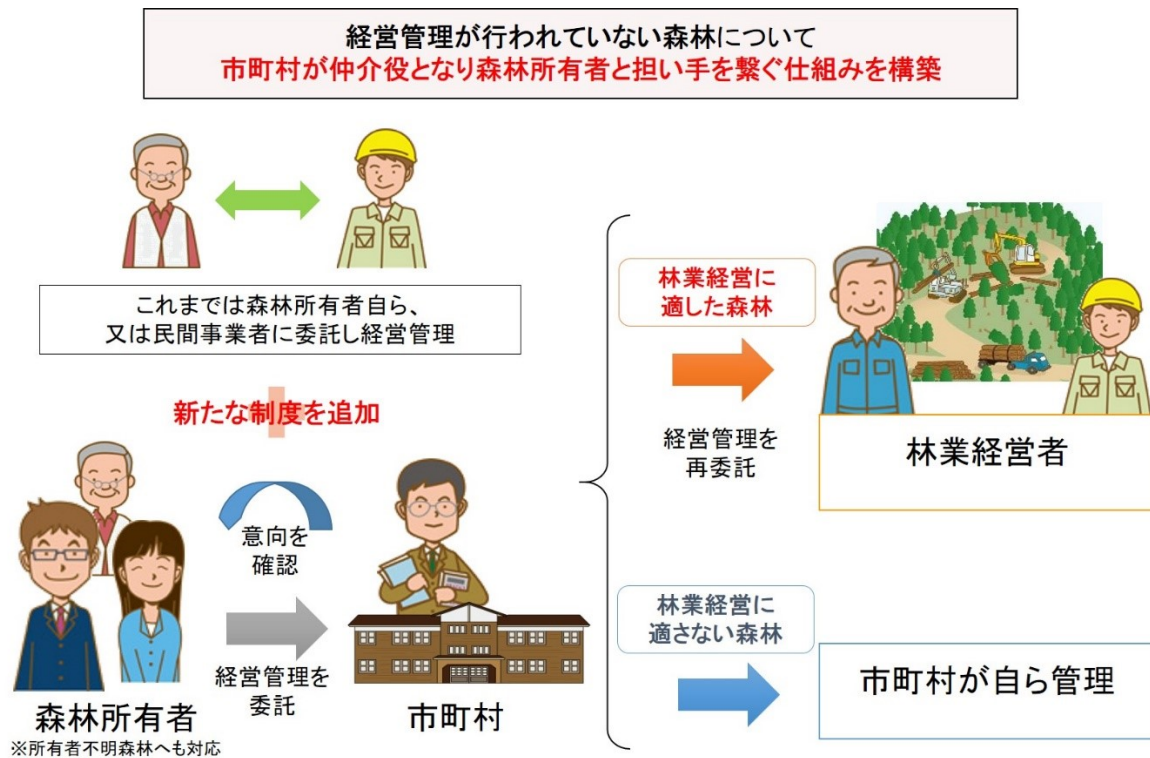 経営管理が行われていない森林について
市町村が仲介役となり森林所有者と担い手を繋ぐ仕組みを構築
これまでは森林所有者自ら、
又は民間事業者に委託し経営管理
新たな制度を追加
意向を
確認
経営管理を
委託
森林所有者
※所有者不明森林へも対応
市町村
林業経営に
適した森林
経営管理を
再委託
林業経営者
林業経営に
適さない森林
市町村が自ら管理